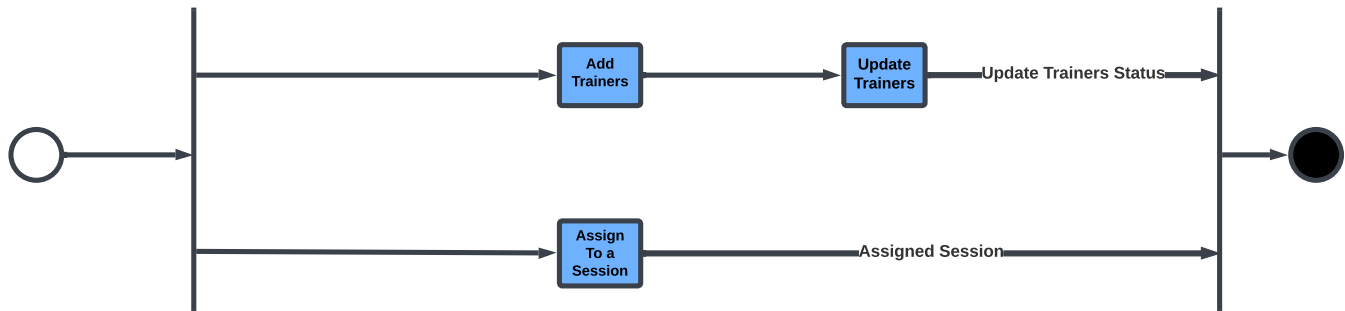 Add
Trainers
Update
Trainers
Update Trainers Status
Assign
To a
Session
Assigned Session